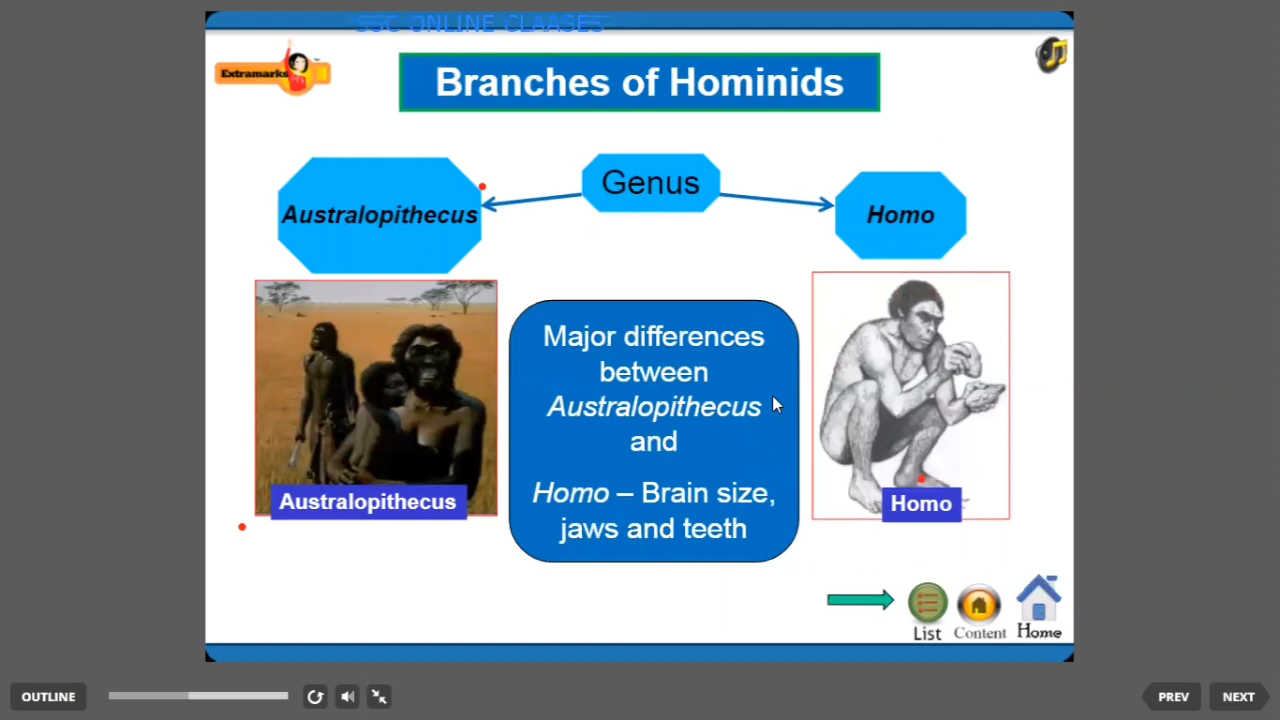 SSC ONLINE CLAASES
Extramarks
Branches of Hominids
Genus
Australopithecus
Homo
Major differences
between
Australopithecus
and
Homo – Brain size,
jaws and teeth
Australopithecus
Homo
List
Content
Home
OUTLINE
PREV
NEXT